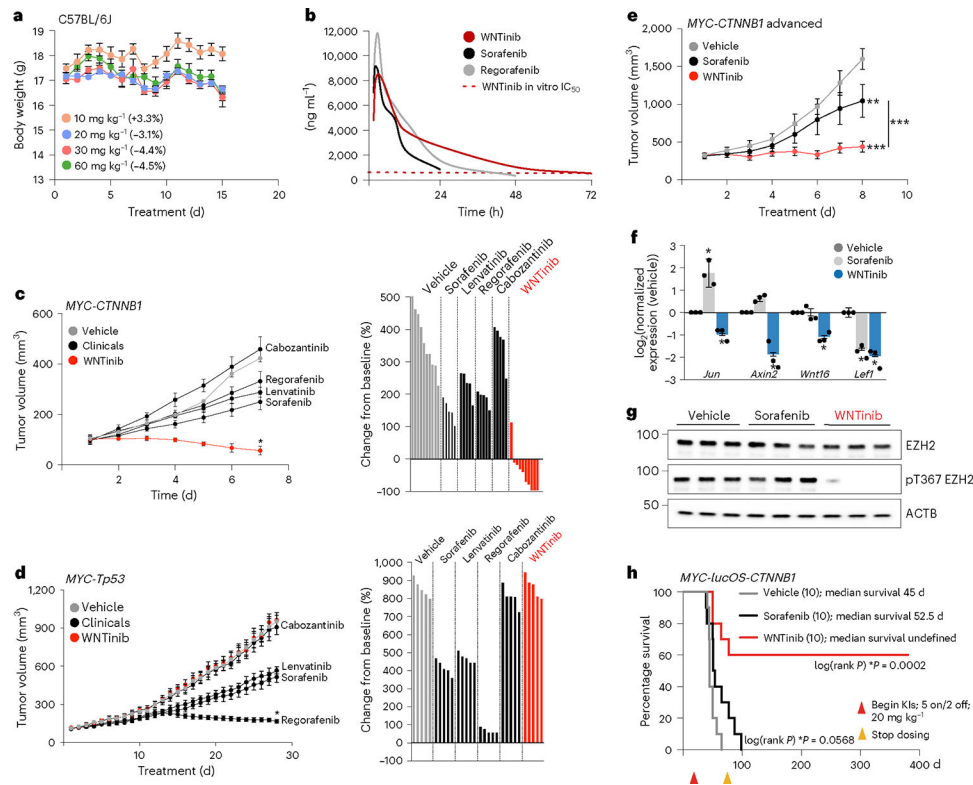 a
C57BL/6J
Body weight (g)
19
18
17
16
15
14
13
10 mg kg⁻¹ (+3.3%)
20 mg kg⁻¹ (−3.1%)
30 mg kg⁻¹ (−4.4%)
60 mg kg⁻¹ (−4.5%)
0 5 10 15 20
Treatment (d)
b
(ng ml⁻¹)
12,000
10,000
8,000
6,000
4,000
2,000
0
WNTinib
Sorafenib
Regorafenib
WNTinib in vitro IC₅₀
24 48 72
Time (h)
e
MYC-CTNNB1 advanced
Tumor volume (mm³)
2,000
1,500
1,000
500
0
Vehicle
Sorafenib
WNTinib
**
***
***
2 4 6 8 10
Treatment (d)
f
log₂(normalized
expression (vehicle))
3
2
0
−2
−3
Vehicle
Sorafenib
WNTinib
*
*
*
*
*
*
Jun Axin2 Wnt16 Lef1
c
MYC-CTNNB1
Tumor volume (mm³)
600
400
200
0
Vehicle
Clinicals
WNTinib
Cabozantinib
Regorafenib
Lenvatinib
Sorafenib
*
2 4 6 8
Time (d)
Vehicle
Sorafenib
Lenvatinib
Regorafenib
Cabozantinib
WNTinib
Change from baseline (%)
500
400
300
200
100
0
−100
g
Vehicle Sorafenib WNTinib
100
EZH2
100
pT367 EZH2
50
ACTB
d
MYC-Tp53
Tumor volume (mm³)
1,200
900
600
300
0
Vehicle
Clinicals
WNTinib
Cabozantinib
Lenvatinib
Sorafenib
*
Regorafenib
0 10 20 30
Treatment (d)
Vehicle
Sorafenib
Lenvatinib
Regorafenib
Cabozantinib
WNTinib
Change from baseline (%)
1,000
900
800
700
600
500
400
300
200
100
0
−100
h
MYC-lucOS-CTNNB1
Percentage survival
100
80
60
40
20
0
Vehicle (10); median survival 45 d
Sorafenib (10); median survival 52.5 d
WNTinib (10); median survival undefined
log(rank P) *P = 0.0002
Begin KIs; 5 on/2 off;
20 mg kg⁻¹
Stop dosing
log(rank P) *P = 0.0568
0 100 200 300 400 d